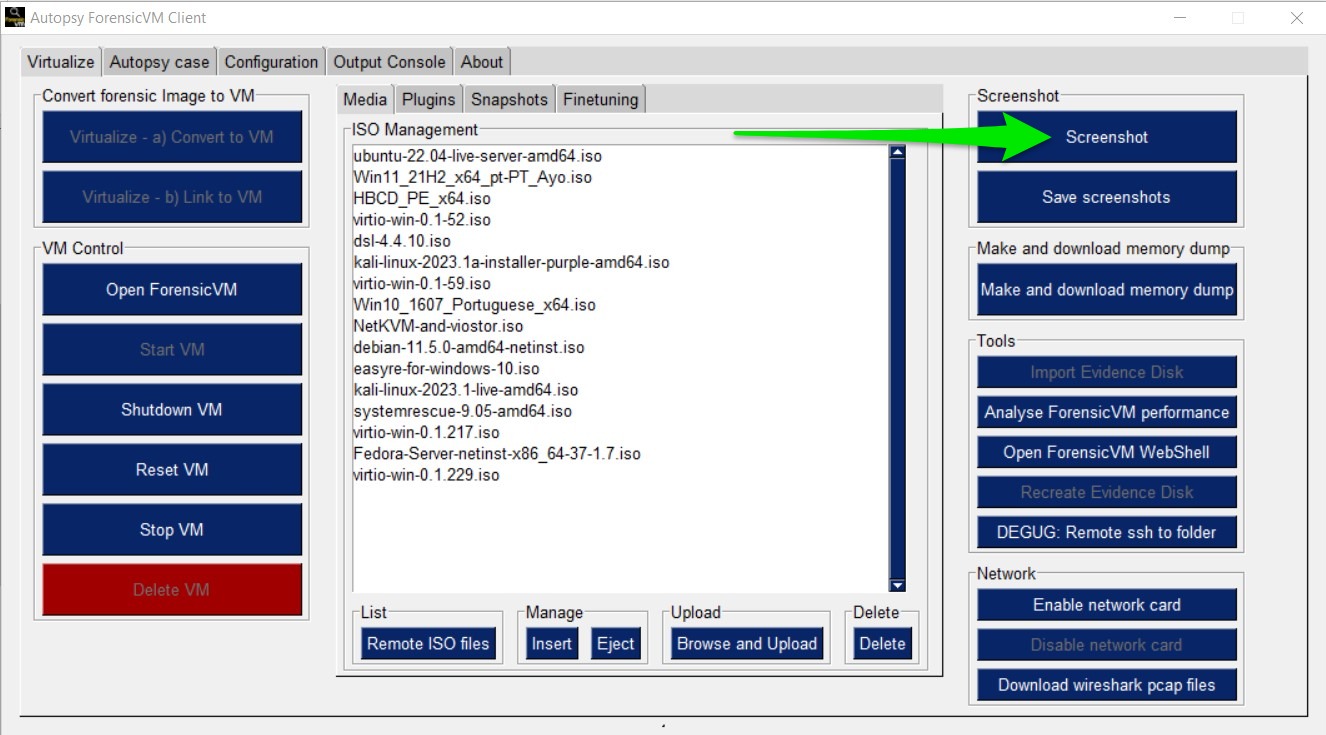 Autopsy ForensicVM Client
Virtualize Autopsy case Configuration Output Console About
Convert forensic Image to VM
Virtualize - a) Convert to VM
Virtualize - b) Link to VM
VM Control
Open ForensicVM
Start VM
Shutdown VM
Reset VM
Stop VM
Delete VM
Media Plugins Snapshots Finetuning
ISO Management
ubuntu-22.04-live-server-amd64.iso
Win11_21H2_x64_pt-PT_Ayo.iso
HBCD_PE_x64.iso
virtio-win-0.1-52.iso
dsl-4.4.10.iso
kali-linux-2023.1a-installer-purple-amd64.iso
virtio-win-0.1-59.iso
Win10_1607_Portuguese_x64.iso
NetKVM-and-viostor.iso
debian-11.5.0-amd64-netinst.iso
easyre-for-windows-10.iso
kali-linux-2023.1-live-amd64.iso
systemrescue-9.05-amd64.iso
virtio-win-0.1.217.iso
Fedora-Server-netinst-x86_64-37-1.7.iso
virtio-win-0.1.229.iso
List
Remote ISO files
Manage
Insert Eject
Upload
Browse and Upload
Delete
Delete
Screenshot
Screenshot
Save screenshots
Make and download memory dump
Make and download memory dump
Tools
Import Evidence Disk
Analyse ForensicVM performance
Open ForensicVM WebShell
Recreate Evidence Disk
DEGUG: Remote ssh to folder
Network
Enable network card
Disable network card
Download wireshark pcap files